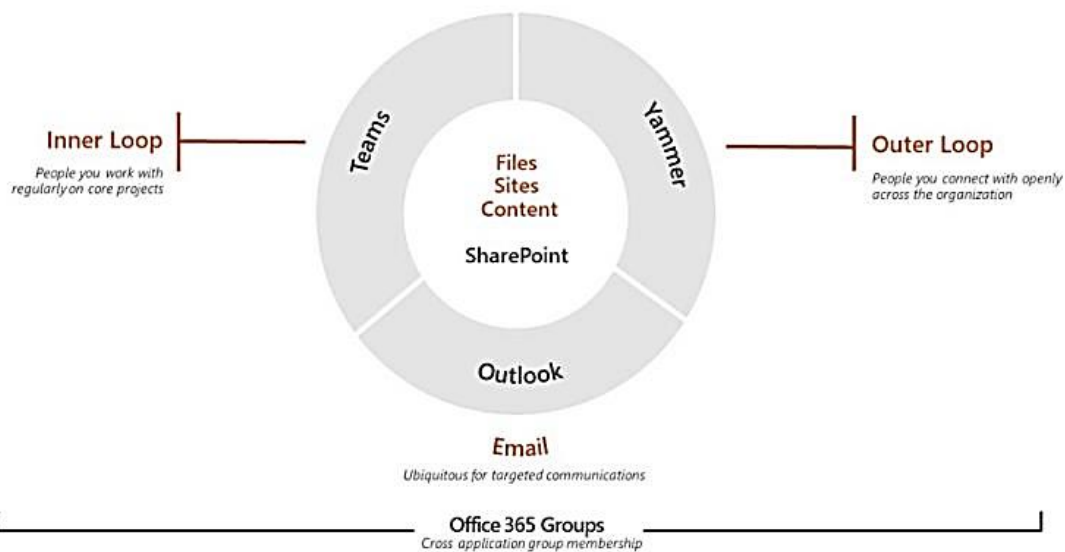 Inner Loop
People you work with
regularly on core projects
Teams
Yammer
Files
Sites
Content
SharePoint
Outlook
Outer Loop
People you connect with openly
across the organization
Email
Ubiquitous for targeted communications
Office 365 Groups
Cross application group membership